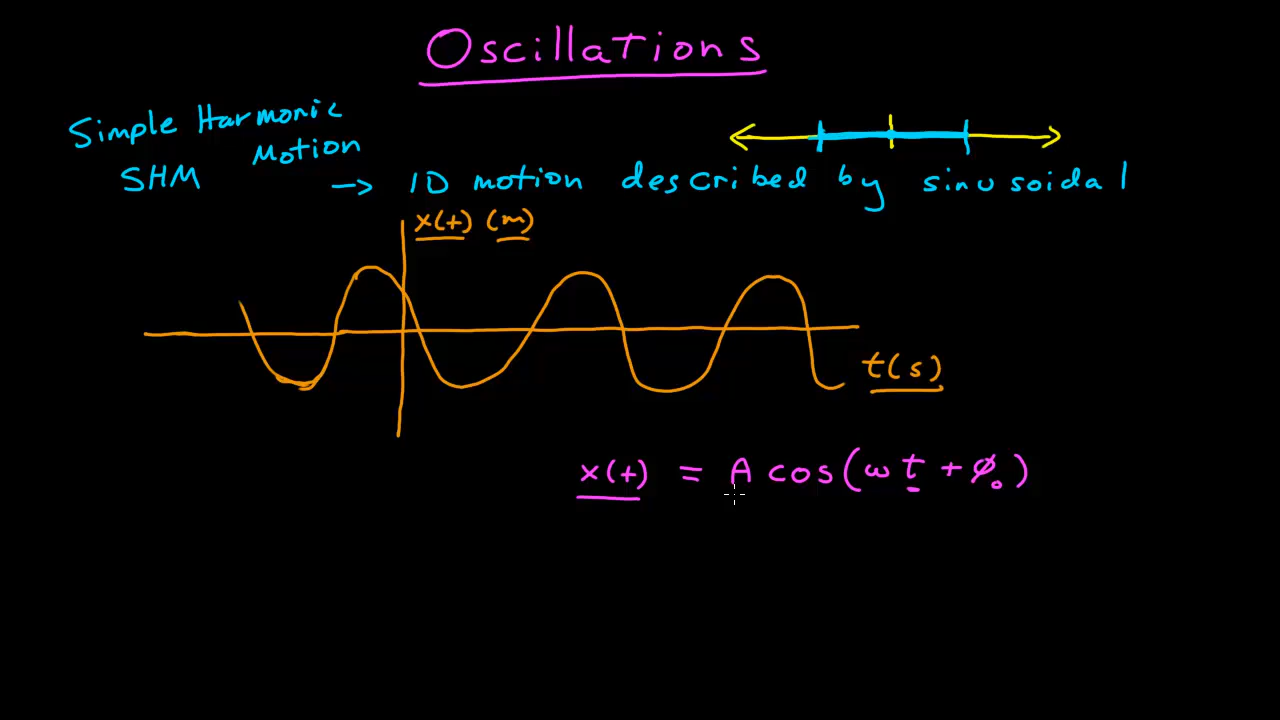 Oscillations
Simple Harmonic
Motion
SHM → 1D motion described by sinusoidal
x(t) (m)
t(s)
x(t) = A cos(ωt + φ₀)